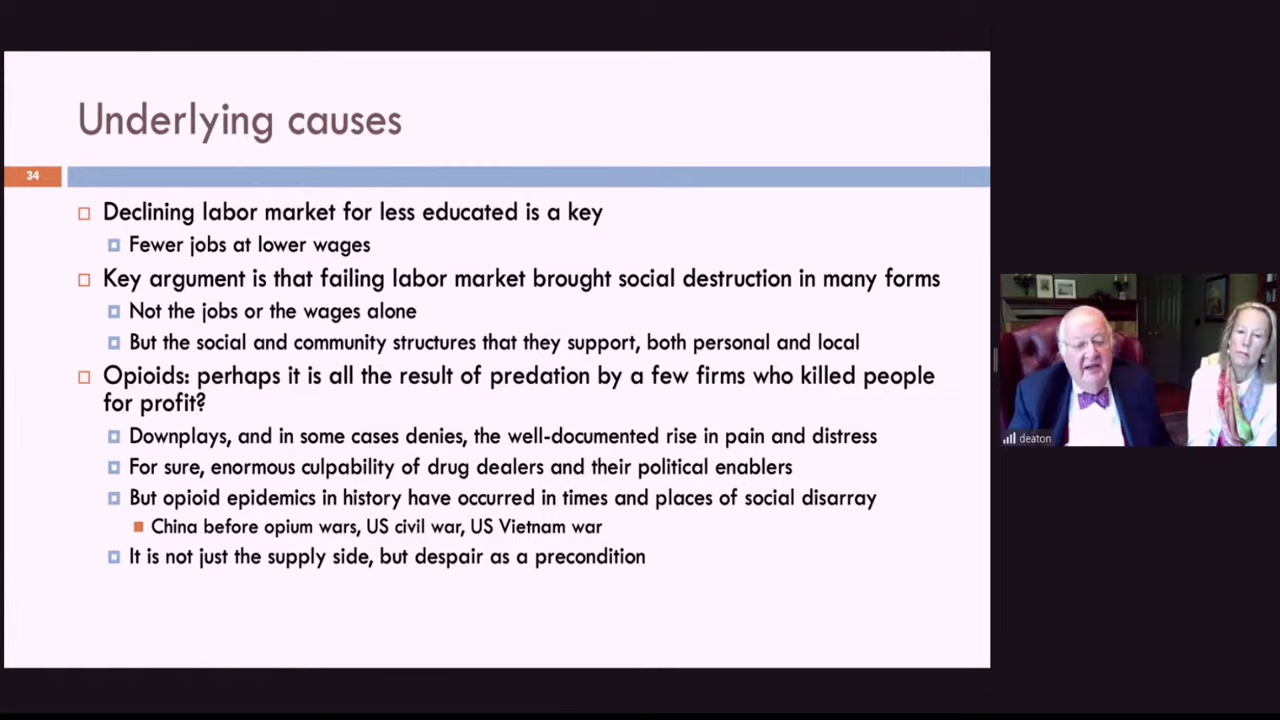 Underlying causes
34
Declining labor market for less educated is a key
Fewer jobs at lower wages
Key argument is that failing labor market brought social destruction in many forms
Not the jobs or the wages alone
But the social and community structures that they support, both personal and local
Opioids: perhaps it is all the result of predation by a few firms who killed people
for profit?
Downplays, and in some cases denies, the well-documented rise in pain and distress
For sure, enormous culpability of drug dealers and their political enablers
But opioid epidemics in history have occurred in times and places of social disarray
China before opium wars, US civil war, US Vietnam war
It is not just the supply side, but despair as a precondition
deaton